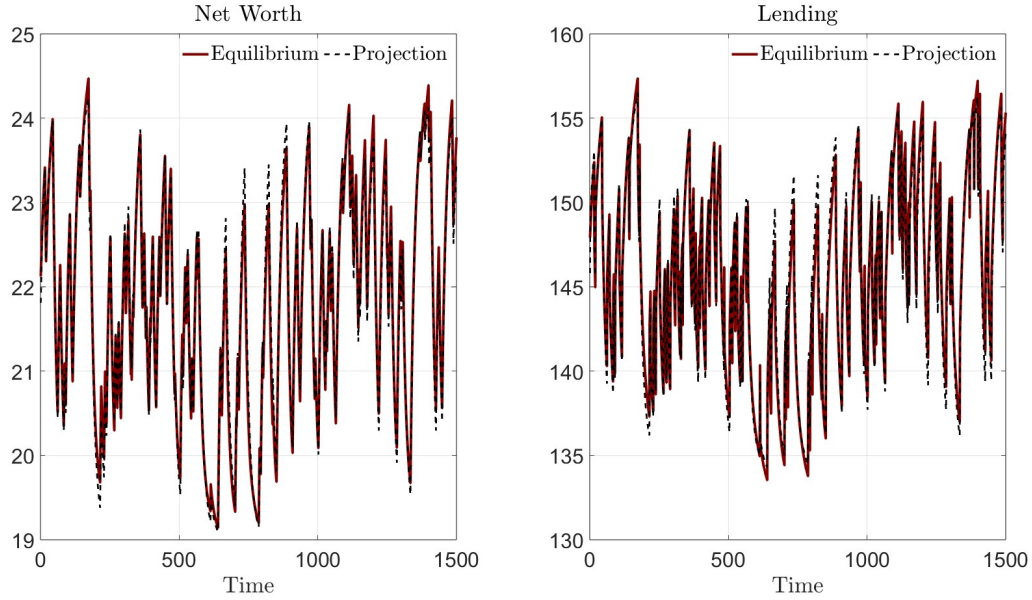 Net Worth
Equilibrium Projection
25
24
23
22
21
20
19
0 500 1000 1500
Time
Lending
Equilibrium Projection
160
155
150
145
140
135
130
0 500 1000 1500
Time